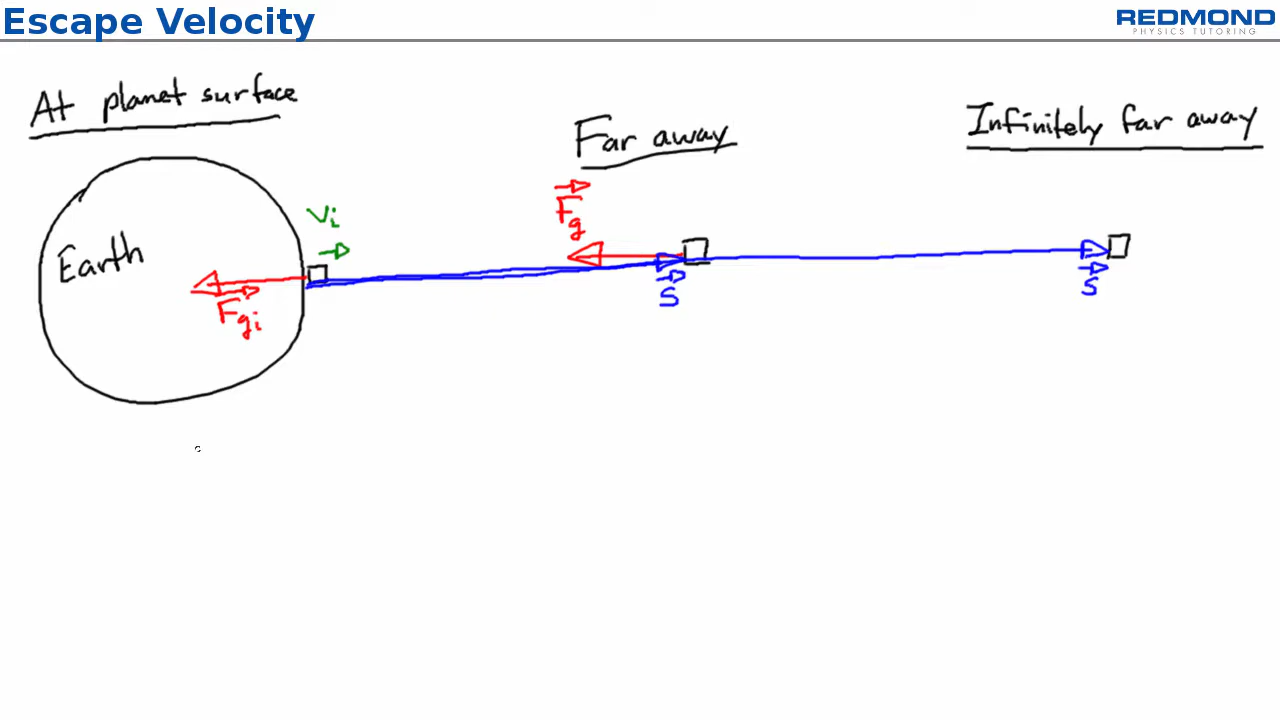 Escape Velocity
REDMOND
PHYSICS TUTORING
At planet surface
Far away
Infinitely far away
Earth
Vi
Fg
Fgi
S
S